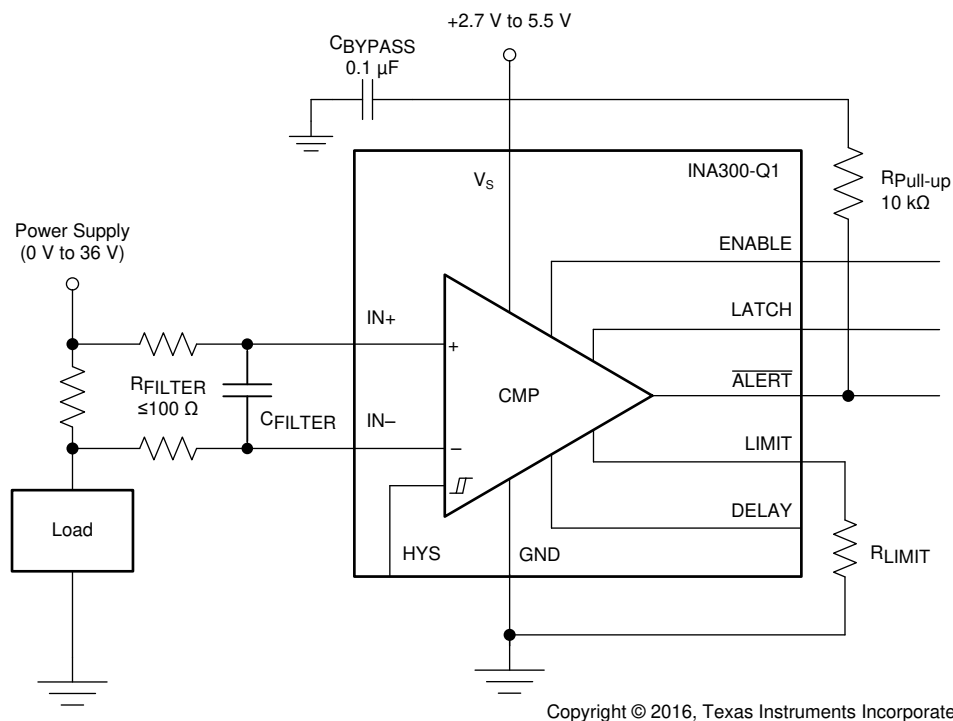 +2.7 V to 5.5 V
CBYPASS
0.1 µF
INA300-Q1
VS
RPull-up
10 kΩ
Power Supply
(0 V to 36 V)
ENABLE
LATCH
IN+
+
RFILTER
≤100 Ω
CFILTER
CMP
ALERT
IN–
–
LIMIT
Load
DELAY
HYS
GND
RLIMIT
Copyright © 2016, Texas Instruments Incorporate